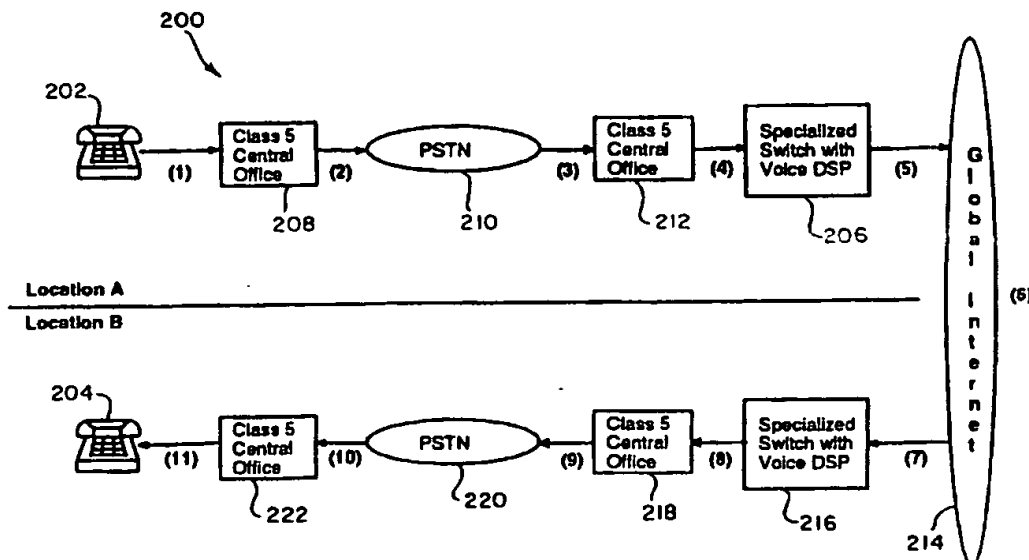 200
202
Class 5
Central
Office
PSTN
Class 5
Central
Office
Specialized
Switch with
Voice DSP
(1)
(2)
(3)
(4)
(5)
208
210
212
206
Global Internet
(6)
Location A
Location B
204
Class 5
Central
Office
PSTN
Class 5
Central
Office
Specialized
Switch with
Voice DSP
(11)
(10)
(9)
(8)
(7)
222
220
218
216
214